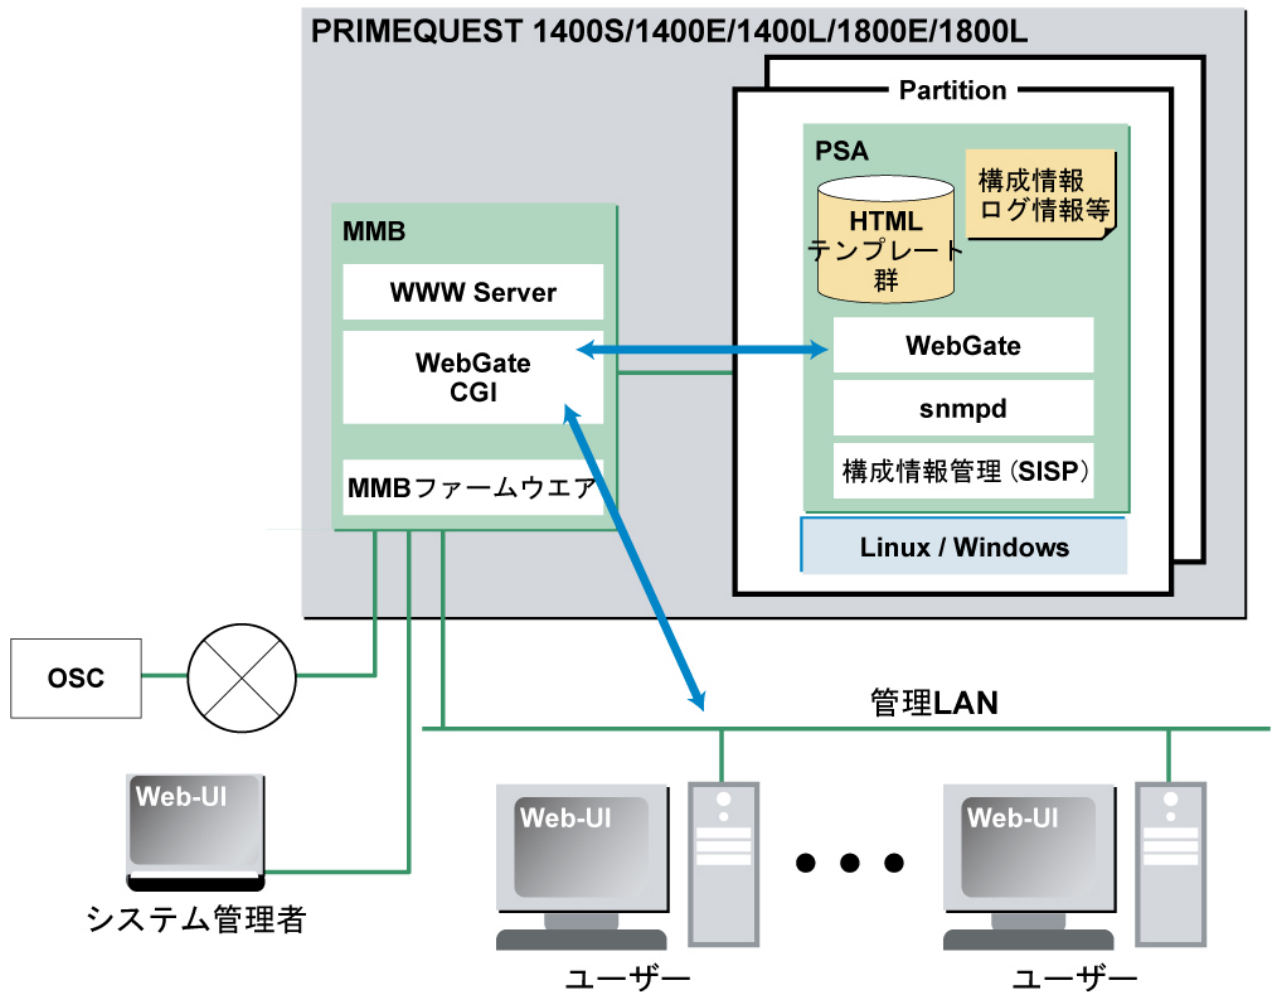 PRIMEQUEST 1400S/1400E/1400L/1800E/1800L
Partition
PSA
構成情報
ログ情報等
HTML
テンプレート
群
MMB
WWW Server
WebGate
CGI
MMBファームウエア
WebGate
snmpd
構成情報管理（SISP）
Linux / Windows
OSC
管理LAN
Web-UI
システム管理者
Web-UI
ユーザー
Web-UI
ユーザー